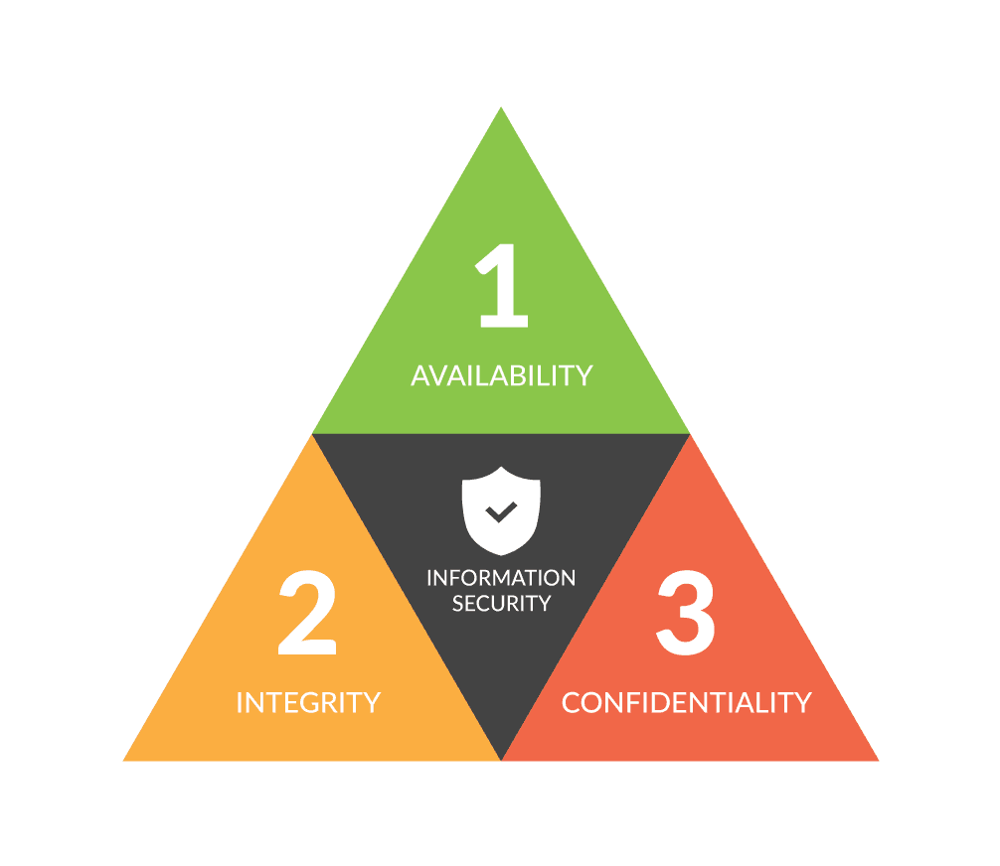 1
AVAILABILITY
INFORMATION
SECURITY
2
INTEGRITY
3
CONFIDENTIALITY